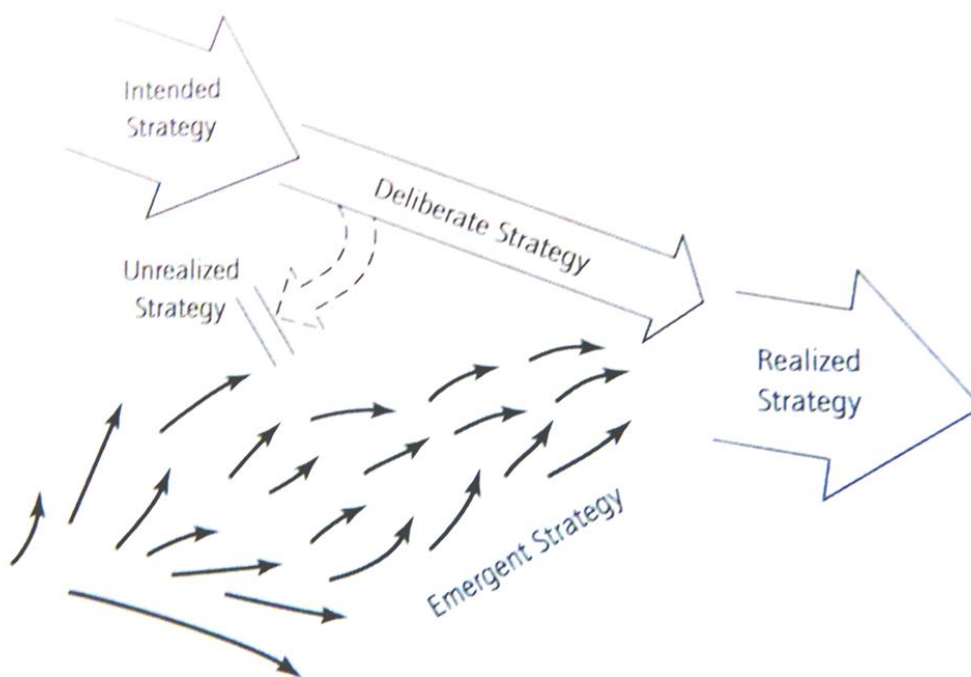 Intended
Strategy
Deliberate Strategy
Unrealized
Strategy
Realized
Strategy
Emergent Strategy